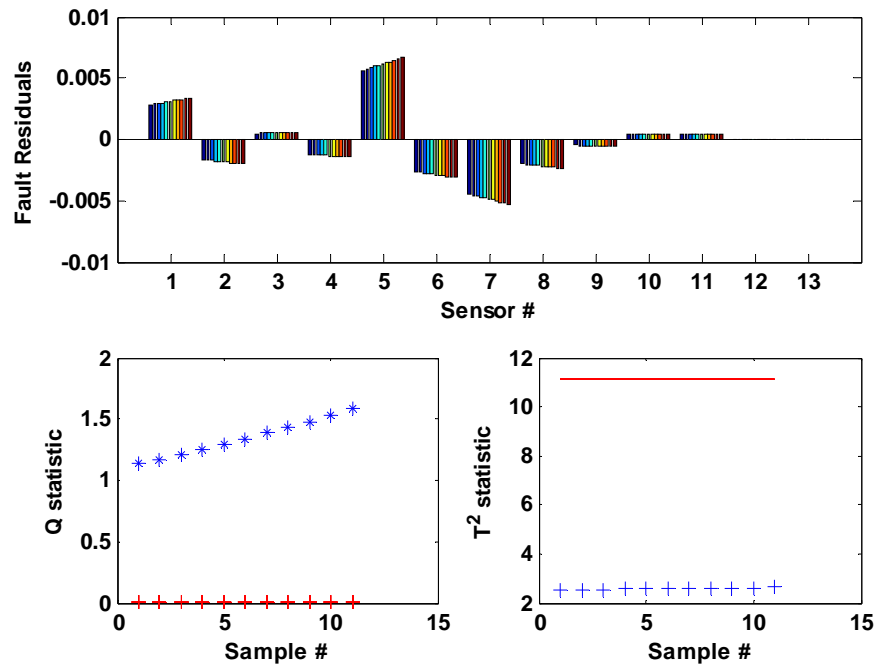 0.01
0.005
0
-0.005
-0.01
Fault Residuals
1 2 3 4 5 6 7 8 9 10 11 12 13
Sensor #
2
1.5
1
0.5
0
Q statistic
0 5 10 15
Sample #
12
10
8
6
4
2
T² statistic
0 5 10 15
Sample #